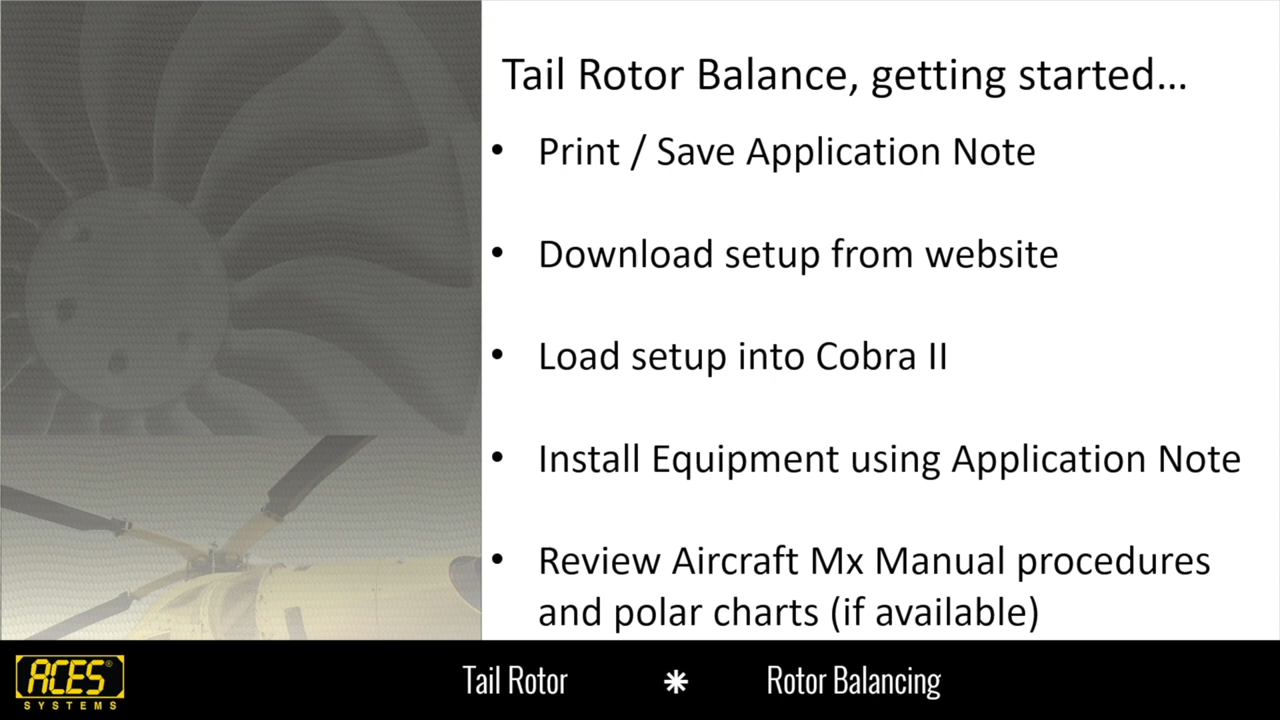 Tail Rotor Balance, getting started...
• Print / Save Application Note
• Download setup from website
• Load setup into Cobra II
• Install Equipment using Application Note
• Review Aircraft Mx Manual procedures
and polar charts (if available)
ACES®
SYSTEMS
Tail Rotor * Rotor Balancing